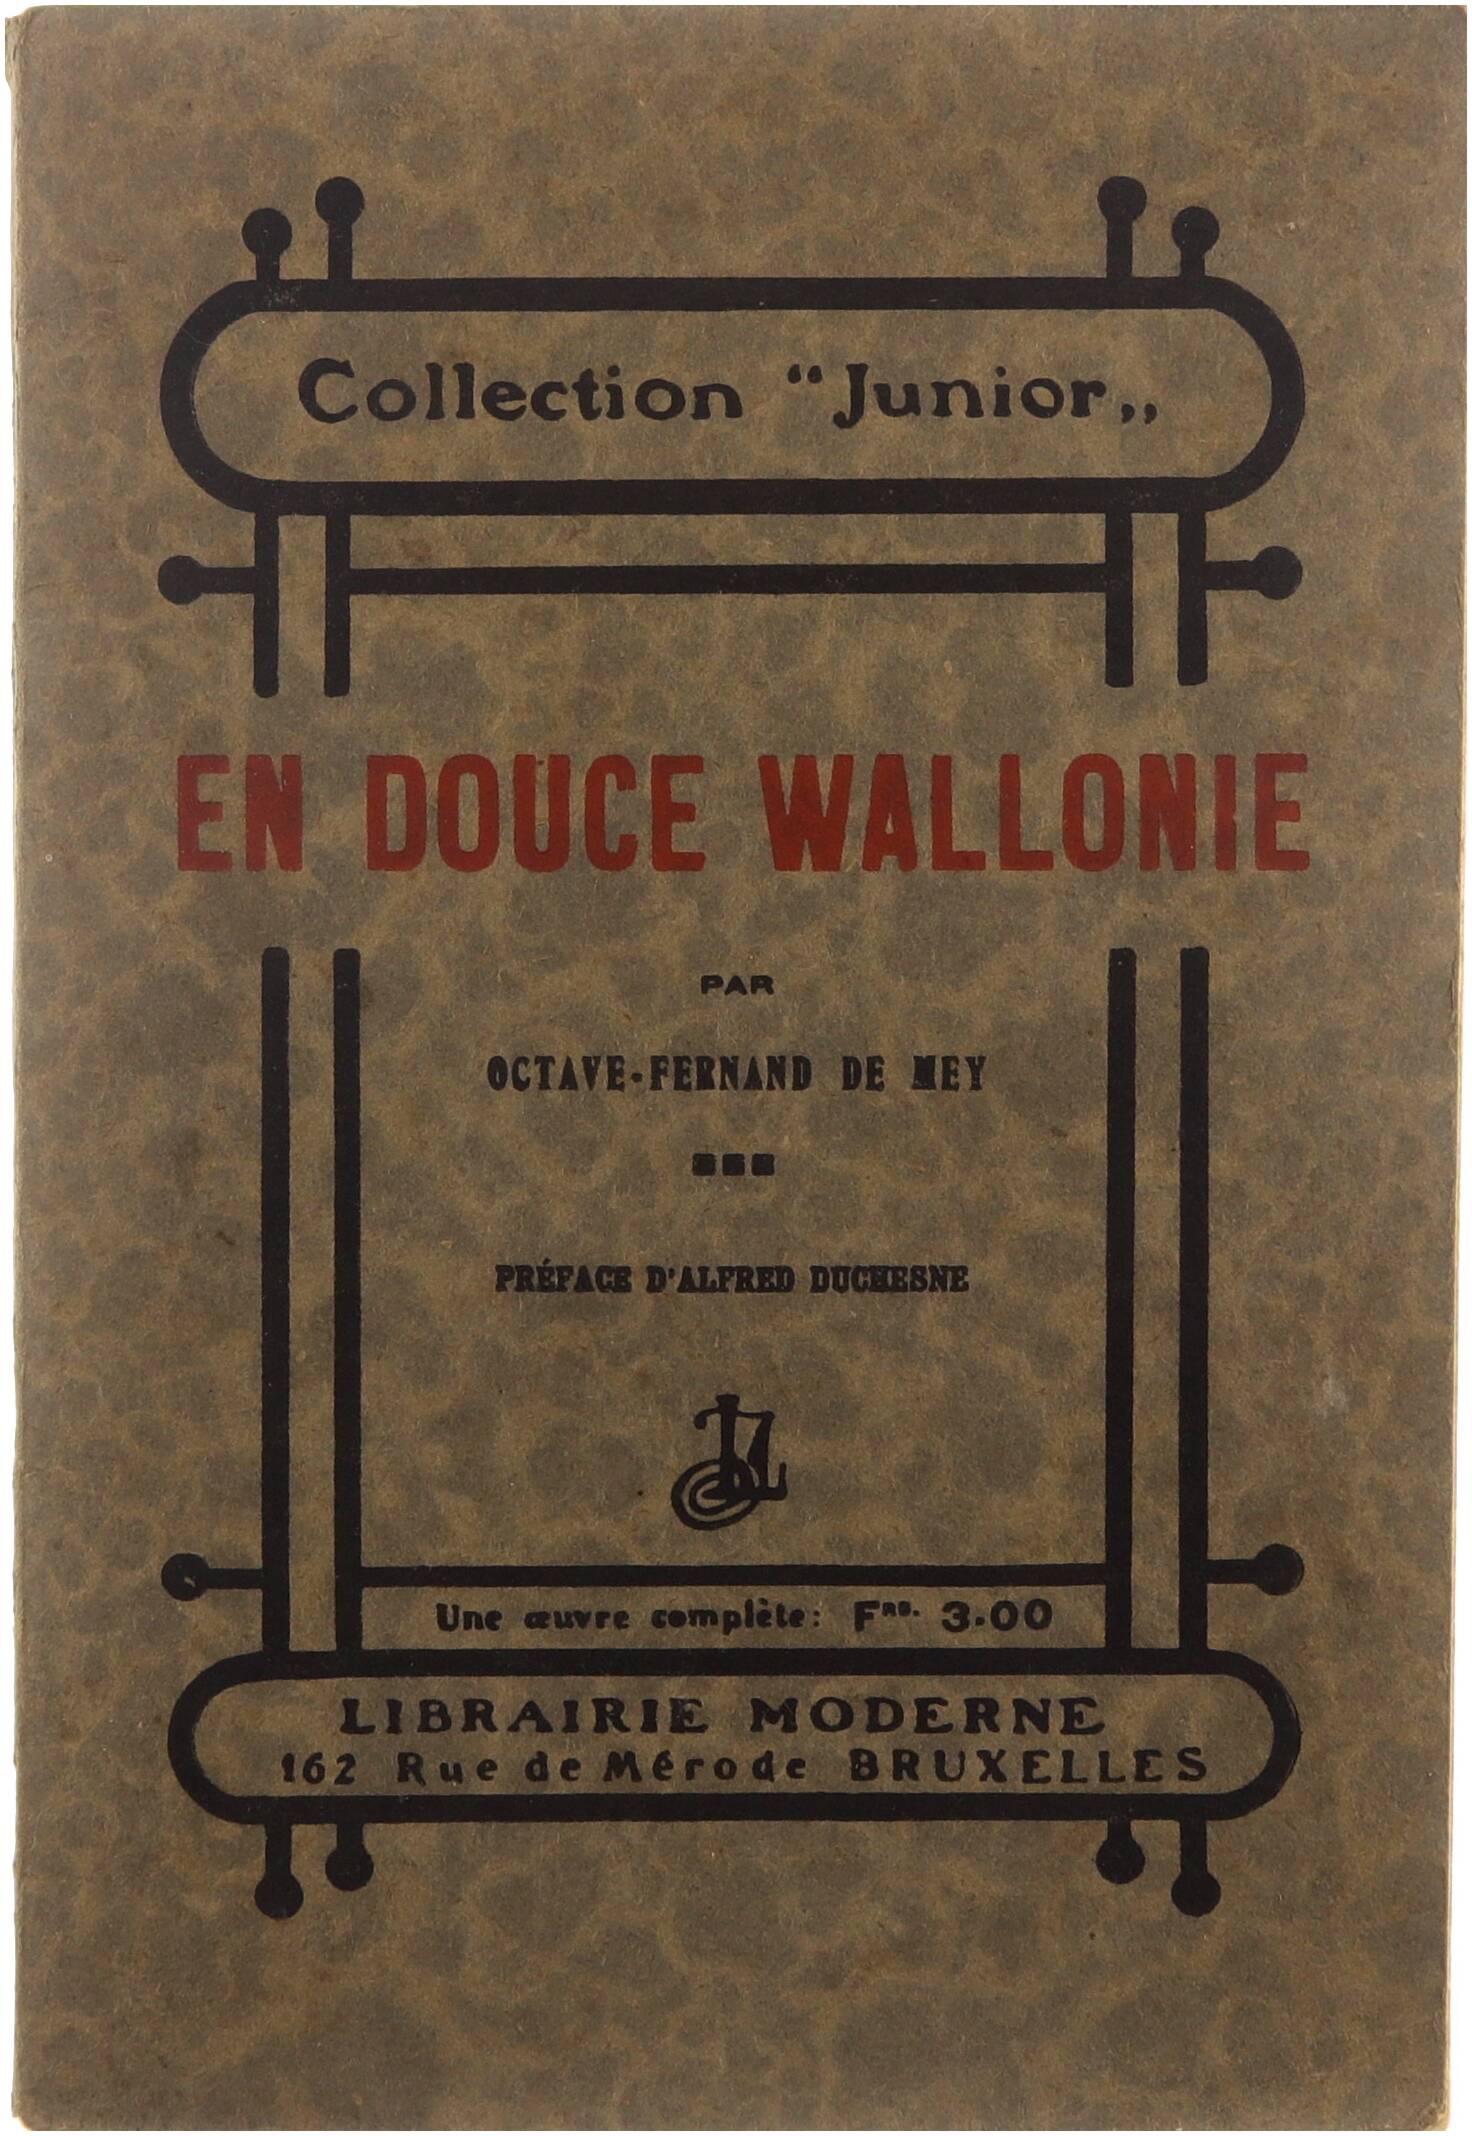 Collection “Junior„
EN DOUCE WALLONIE
PAR
OCTAVE-FERNAND DE MEY
PRÉFACE D'ALFRED DUCHESNE
Une œuvre complète: FRS. 3.00
LIBRAIRIE MODERNE
162 Rue de Mérode BRUXELLES